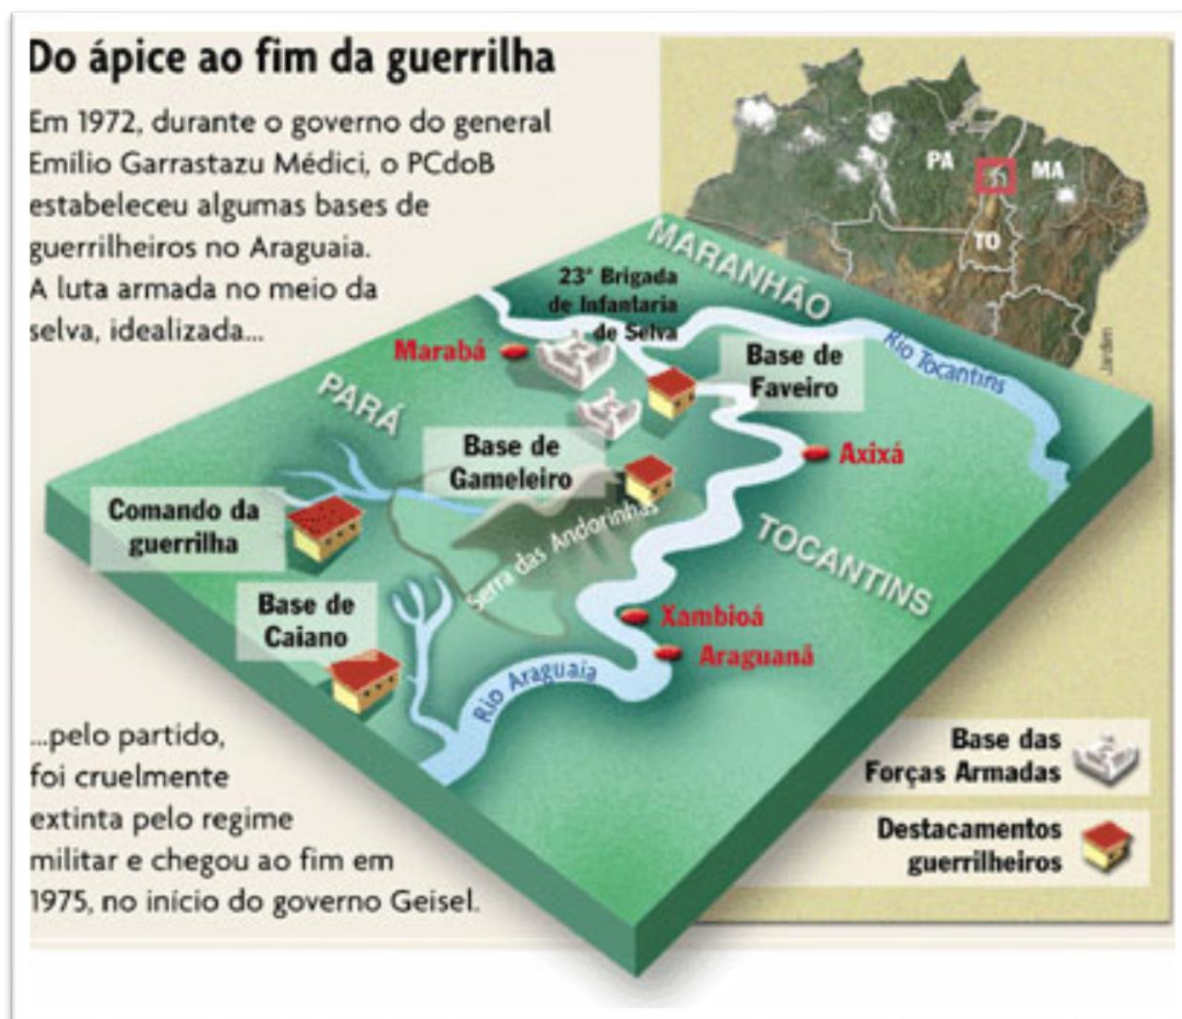 Do ápice ao fim da guerrilha
Em 1972, durante o governo do general
Emílio Garrastazu Médici, o PCdoB
estabeleceu algumas bases de
guerrilheiros no Araguaia.
A luta armada no meio da
selva, idealizada...
PA
MA
TO
MARANHÃO
23ª Brigada
de Infantaria
de Selva
Marabá
Base de
Faveiro
Rio Tocantins
Jarden
PARÁ
Base de
Gameleiro
Axixá
Comando da
guerrilha
Serra das Andorinhas
TOCANTINS
Base de
Caiano
Xambioá
Araguanã
Rio Araguaia
...pelo partido,
foi cruelmente
extinta pelo regime
militar e chegou ao fim em
1975, no início do governo Geisel.
Base das
Forças Armadas
Destacamentos
guerrilheiros